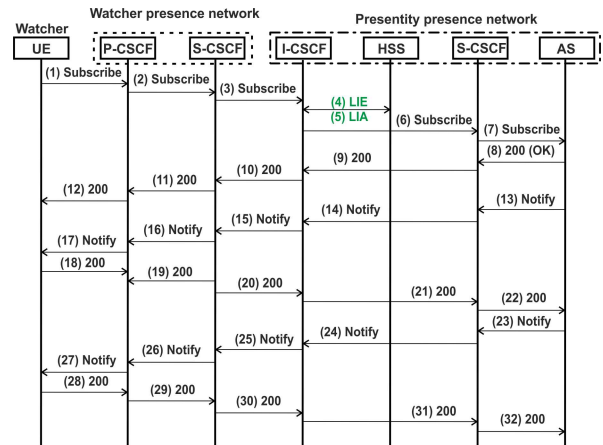 Watcher presence network
Watcher
Presentity presence network
UE
P-CSCF
S-CSCF
I-CSCF
HSS
S-CSCF
AS
(1) Subscribe
(2) Subscribe
(3) Subscribe
(4) LIE
(5) LIA
(6) Subscribe
(7) Subscribe
(8) 200 (OK)
(9) 200
(10) 200
(11) 200
(12) 200
(13) Notify
(14) Notify
(15) Notify
(16) Notify
(17) Notify
(18) 200
(19) 200
(20) 200
(21) 200
(22) 200
(23) Notify
(24) Notify
(25) Notify
(26) Notify
(27) Notify
(28) 200
(29) 200
(30) 200
(31) 200
(32) 200